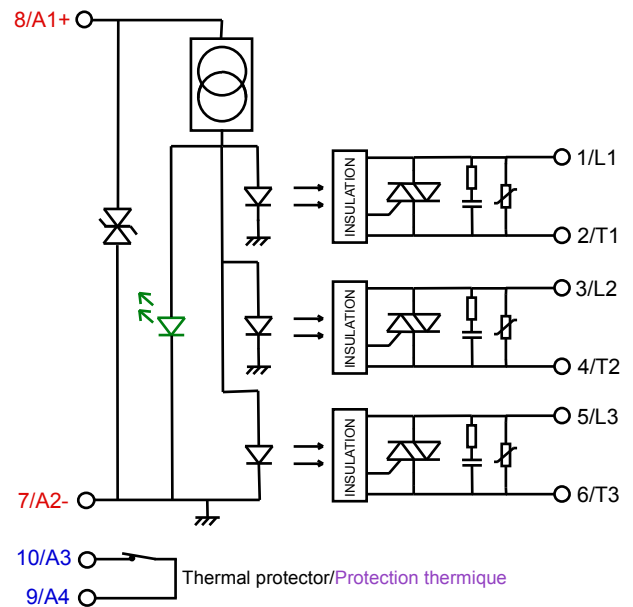 8/A1+
INSULATION
1/L1
2/T1
INSULATION
3/L2
4/T2
INSULATION
5/L3
6/T3
7/A2-
10/A3
Thermal protector/Protection thermique
9/A4